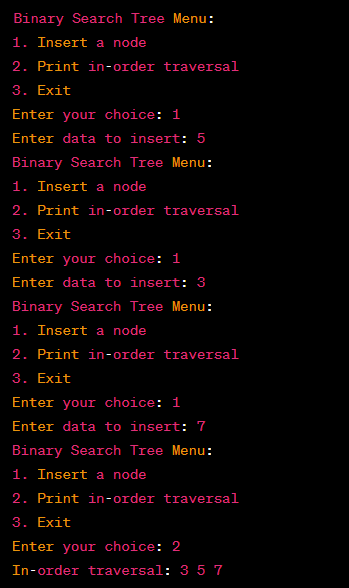 Binary Search Tree Menu:
1. Insert a node
2. Print in-order traversal
3. Exit
Enter your choice: 1
Enter data to insert: 5
Binary Search Tree Menu:
1. Insert a node
2. Print in-order traversal
3. Exit
Enter your choice: 1
Enter data to insert: 3
Binary Search Tree Menu:
1. Insert a node
2. Print in-order traversal
3. Exit
Enter your choice: 1
Enter data to insert: 7
Binary Search Tree Menu:
1. Insert a node
2. Print in-order traversal
3. Exit
Enter your choice: 2
In-order traversal: 3 5 7